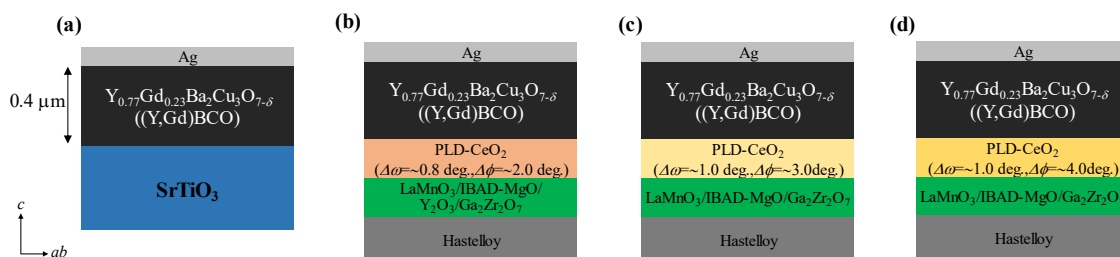 (a)
Ag
0.4 μm
Y0.77Gd0.23Ba2Cu3O7-δ
((Y,Gd)BCO)
SrTiO3
c
ab
(b)
Ag
Y0.77Gd0.23Ba2Cu3O7-δ
((Y,Gd)BCO)
PLD-CeO2
(Δω=~0.8 deg.,Δϕ=~2.0 deg.)
LaMnO3/IBAD-MgO/
Y2O3/Ga2Zr2O7
Hastelloy
(c)
Ag
Y0.77Gd0.23Ba2Cu3O7-δ
((Y,Gd)BCO)
PLD-CeO2
(Δω=~1.0 deg.,Δϕ=~3.0deg.)
LaMnO3/IBAD-MgO/Ga2Zr2O7
Hastelloy
(d)
Ag
Y0.77Gd0.23Ba2Cu3O7-δ
((Y,Gd)BCO)
PLD-CeO2
(Δω=~1.0 deg.,Δϕ=~4.0deg.)
LaMnO3/IBAD-MgO/Ga2Zr2O
Hastelloy